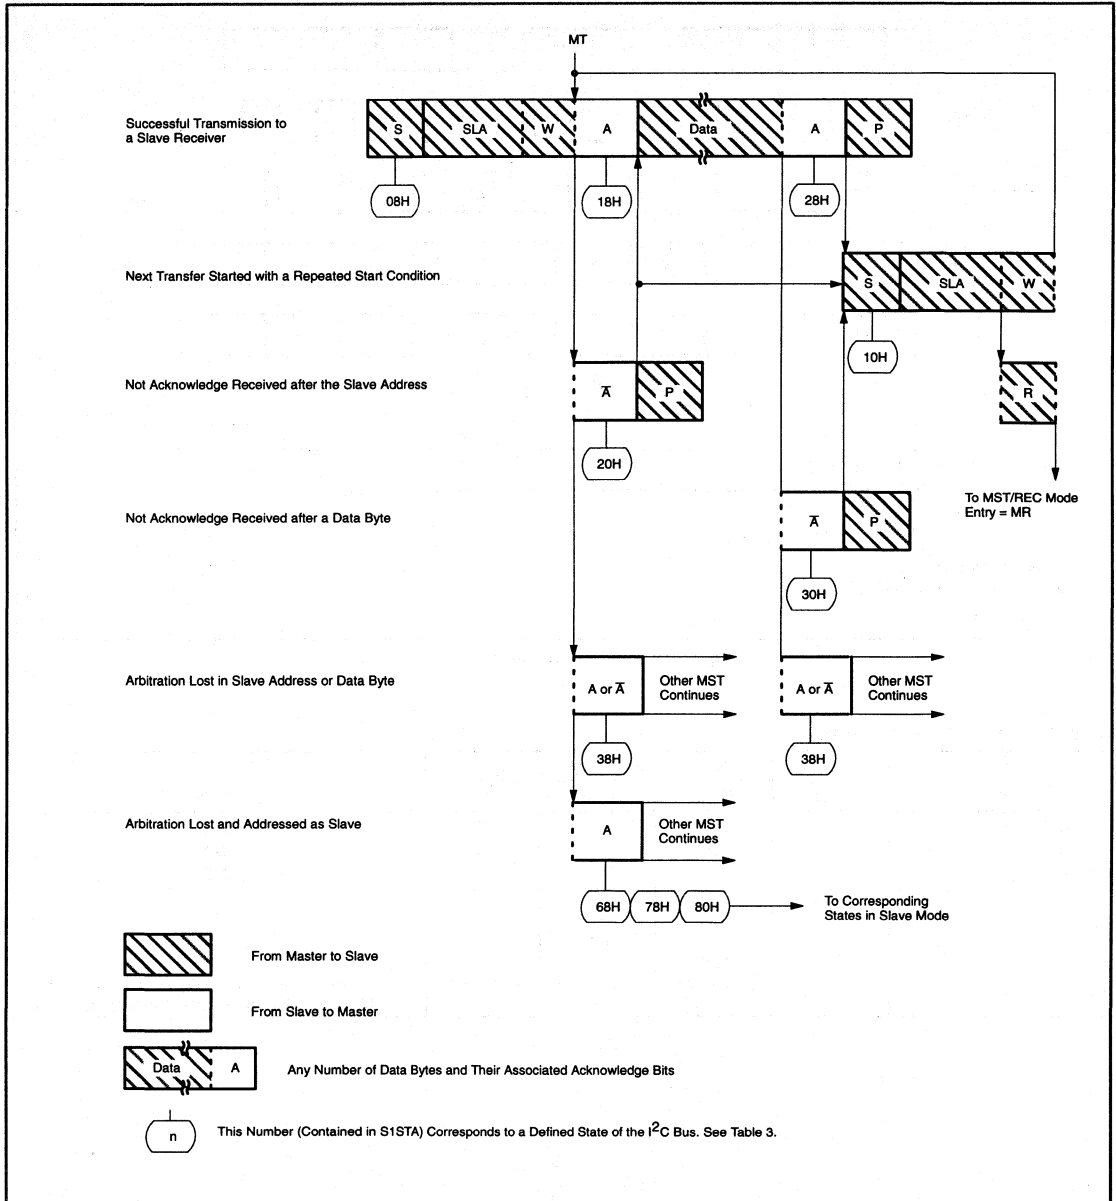 MT
Successful Transmission to
a Slave Receiver
S SLA W A Data A P
08H 18H 28H
Next Transfer Started with a Repeated Start Condition
S SLA W
10H
Not Acknowledge Received after the Slave Address
A̅ P
R
20H
To MST/REC Mode
Entry = MR
Not Acknowledge Received after a Data Byte
A̅ P
30H
Arbitration Lost in Slave Address or Data Byte
A or A̅
Other MST
Continues
A or A̅
Other MST
Continues
38H 38H
Arbitration Lost and Addressed as Slave
A
Other MST
Continues
68H 78H 80H
To Corresponding
States in Slave Mode
From Master to Slave
From Slave to Master
Data A
Any Number of Data Bytes and Their Associated Acknowledge Bits
n
This Number (Contained in S1STA) Corresponds to a Defined State of the I²C Bus. See Table 3.